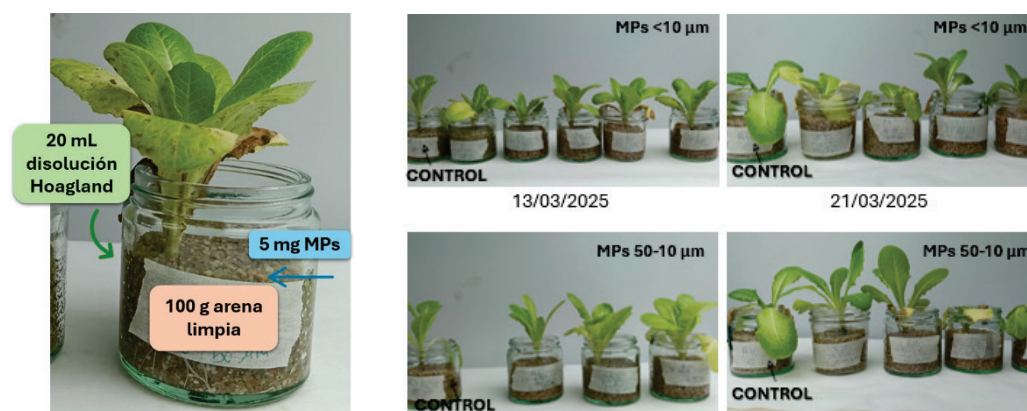 20 mL
disolución
Hoagland
5 mg MPs
100 g arena
limpia
MPs <10 µm
CONTROL
13/03/2025
MPs <10 µm
CONTROL
21/03/2025
MPs 50-10 µm
CONTROL
MPs 50-10 µm
CONTROL